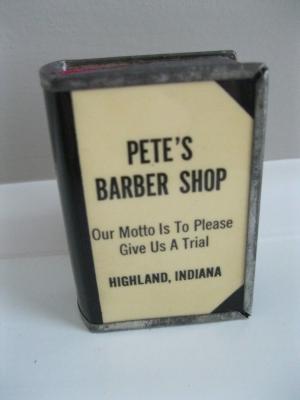 PETE'S
BARBER SHOP
Our Motto Is To Please
Give Us A Trial
HIGHLAND, INDIANA